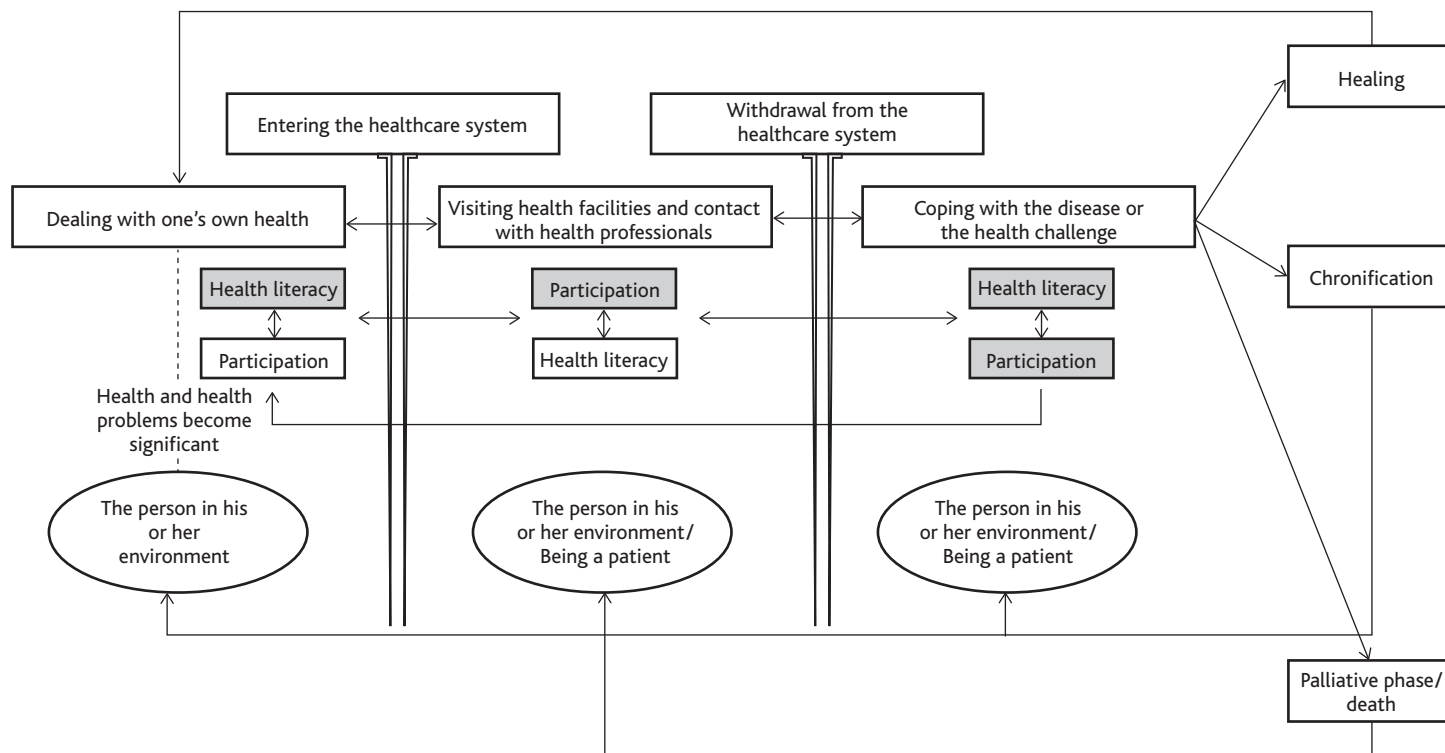 Healing
Entering the healthcare system
Withdrawal from the
healthcare system
Dealing with one's own health
Visiting health facilities and contact
with health professionals
Coping with the disease or
the health challenge
Chronification
Health literacy
Participation
Participation
Health literacy
Health literacy
Participation
Health and health
problems become
significant
The person in his
or her
environment
The person in his
or her environment/
Being a patient
The person in his
or her environment/
Being a patient
Palliative phase/
death